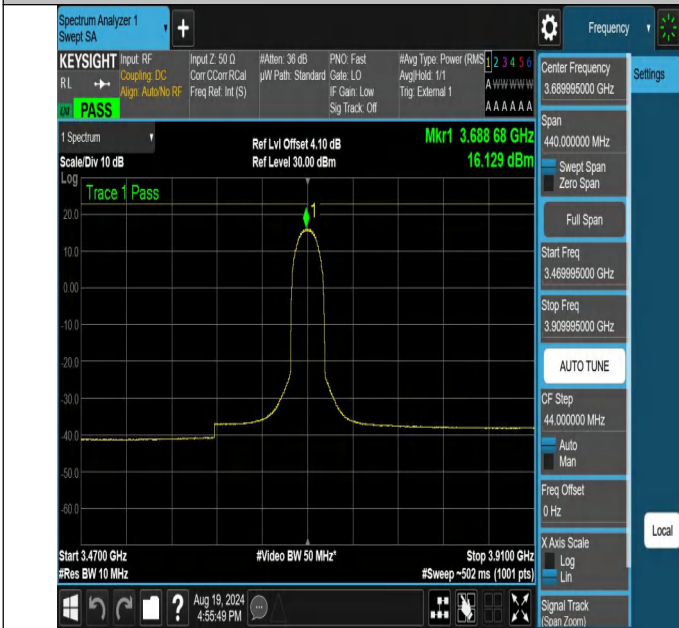 Spectrum Analyzer 1
Swept SA
+
Frequency
KEYSIGHT
RL
PASS
Input: RF
Coupling: DC
Align: Auto/No RF
Input Z: 50 Ω
Corr CCorr RCal
Freq Ref: Int (S)
#Atten: 36 dB
µW Path: Standard
PNO: Fast
Gate: LO
IF Gain: Low
Sig Track: Off
#Avg Type: Power (RMS)
Avg|Hold: 1/1
Trig: External 1
1 2 3 4 5 6
A W W W W W
A A A A A A
1 Spectrum
Scale/Div 10 dB
Log
Ref Lvl Offset 4.10 dB
Ref Level 30.00 dBm
Mkr1 3.688 68 GHz
16.129 dBm
Trace 1 Pass
1
20.0
10.0
0.00
-10.0
-20.0
-30.0
-40.0
-50.0
-60.0
Start 3.4700 GHz
#Res BW 10 MHz
#Video BW 50 MHz*
Stop 3.9100 GHz
#Sweep ~502 ms (1001 pts)
?
Aug 19, 2024
4:55:49 PM
Center Frequency
3.689995000 GHz
Span
440.000000 MHz
Swept Span
Zero Span
Full Span
Start Freq
3.469995000 GHz
Stop Freq
3.909995000 GHz
AUTO TUNE
CF Step
44.000000 MHz
Auto
Man
Freq Offset
0 Hz
X Axis Scale
Log
Lin
Signal Track
(Span Zoom)
Settings
Local